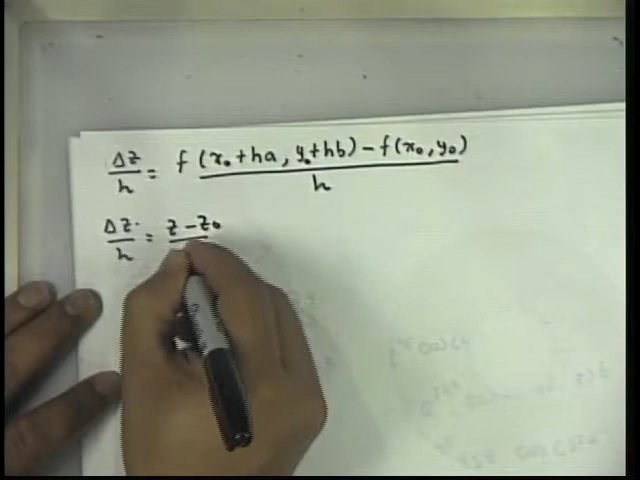 Δz/h = f(x₀+ha, y₀+hb) − f(x₀, y₀)/h
Δz/h = z − z₀